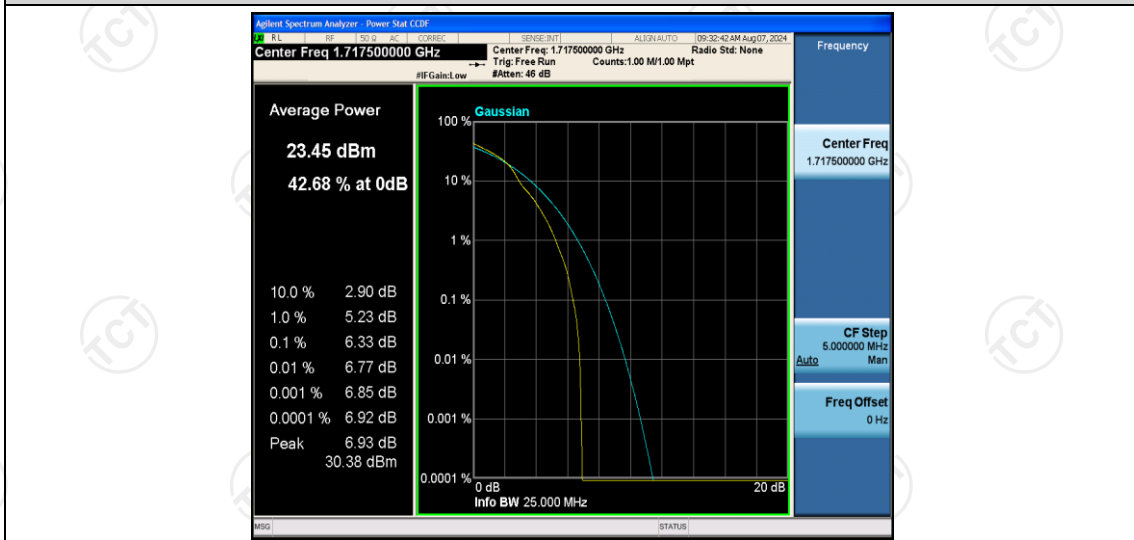 Agilent Spectrum Analyzer - Power Stat CCDF
RL RF 50 Ω AC CORREC SENSE:INT ALIGNAUTO 09:32:42 AM Aug 07, 2024
Center Freq 1.717500000 GHz
Center Freq: 1.717500000 GHz Radio Std: None
Trig: Free Run Counts:1.00 M/1.00 Mpt
#IFGain:Low #Atten: 46 dB
Frequency
Average Power
23.45 dBm
42.68 % at 0dB
10.0 % 2.90 dB
1.0 % 5.23 dB
0.1 % 6.33 dB
0.01 % 6.77 dB
0.001 % 6.85 dB
0.0001 % 6.92 dB
Peak 6.93 dB
30.38 dBm
Gaussian
100 %
10 %
1 %
0.1 %
0.01 %
0.001 %
0.0001 %
0 dB 20 dB
Info BW 25.000 MHz
Center Freq
1.717500000 GHz
CF Step
5.000000 MHz
Auto Man
Freq Offset
0 Hz
MSG STATUS
TCT
TCT
TCT
TCT